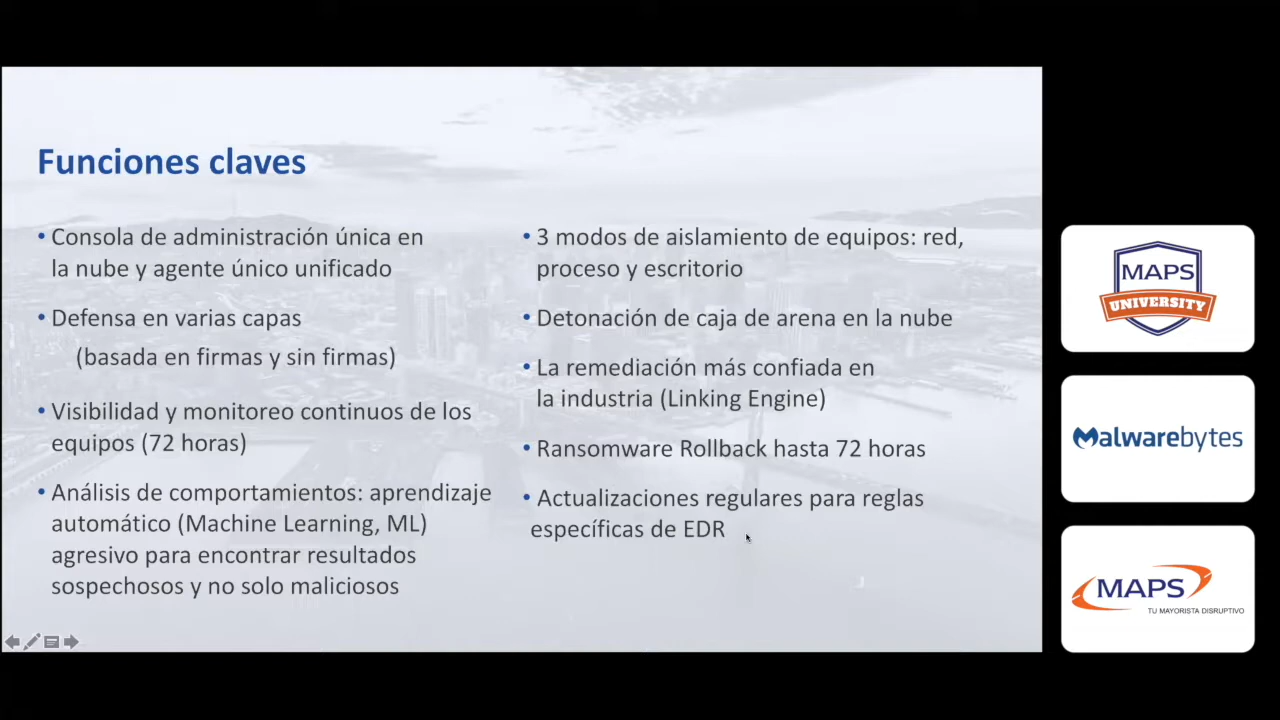 Funciones claves
• Consola de administración única en
la nube y agente único unificado
• Defensa en varias capas
(basada en firmas y sin firmas)
• Visibilidad y monitoreo continuos de los
equipos (72 horas)
• Análisis de comportamientos: aprendizaje
automático (Machine Learning, ML)
agresivo para encontrar resultados
sospechosos y no solo maliciosos
• 3 modos de aislamiento de equipos: red,
proceso y escritorio
• Detonación de caja de arena en la nube
• La remediación más confiada en
la industria (Linking Engine)
• Ransomware Rollback hasta 72 horas
• Actualizaciones regulares para reglas
específicas de EDR
MAPS
UNIVERSITY
Malwarebytes
MAPS
TU MAYORISTA DISRUPTIVO